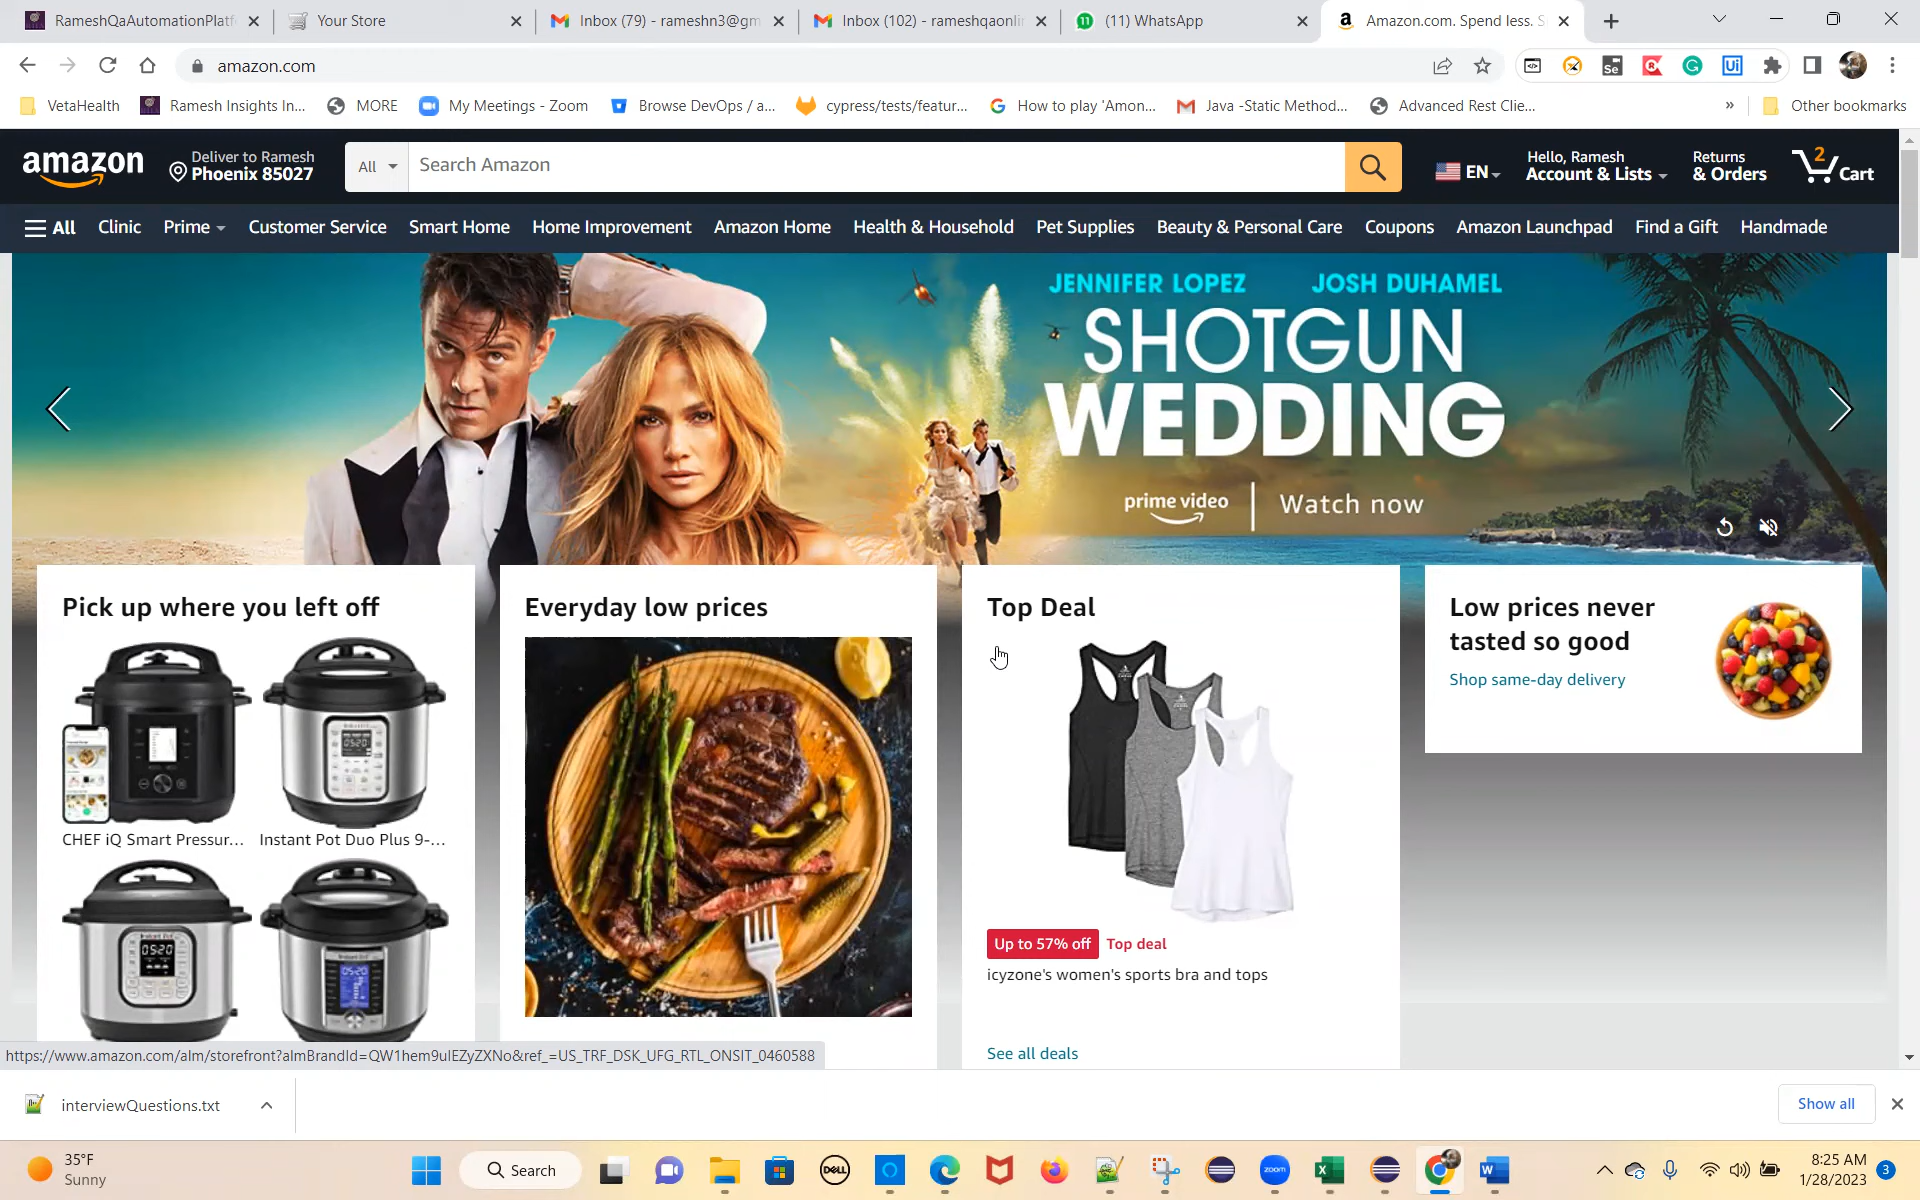 RameshQaAutomationPlatf
Your Store
Inbox (79) - rameshn3@gm
Inbox (102) - rameshqaonlin
(11) WhatsApp
Amazon.com. Spend less. S
amazon.com
VetaHealth
Ramesh Insights In...
MORE
My Meetings - Zoom
Browse DevOps / a...
cypress/tests/featur...
How to play 'Amon...
Java -Static Method...
Advanced Rest Clie...
»
Other bookmarks
amazon
Deliver to Ramesh
Phoenix 85027
All
Search Amazon
EN
Hello, Ramesh
Account & Lists
Returns
& Orders
2
Cart
All
Clinic
Prime
Customer Service
Smart Home
Home Improvement
Amazon Home
Health & Household
Pet Supplies
Beauty & Personal Care
Coupons
Amazon Launchpad
Find a Gift
Handmade
JENNIFER LOPEZ
JOSH DUHAMEL
SHOTGUN
WEDDING
prime video
Watch now
Pick up where you left off
CHEF iQ Smart Pressur...
Instant Pot Duo Plus 9-...
Everyday low prices
Top Deal
Up to 57% off
Top deal
icyzone's women's sports bra and tops
See all deals
Low prices never
tasted so good
Shop same-day delivery
https://www.amazon.com/alm/storefront?almBrandId=QW1hem9uIEZyZXNo&ref_=US_TRF_DSK_UFG_RTL_ONSIT_0460588
interviewQuestions.txt
Show all
35°F
Sunny
Search
DELL
zoom
8:25 AM
1/28/2023
3